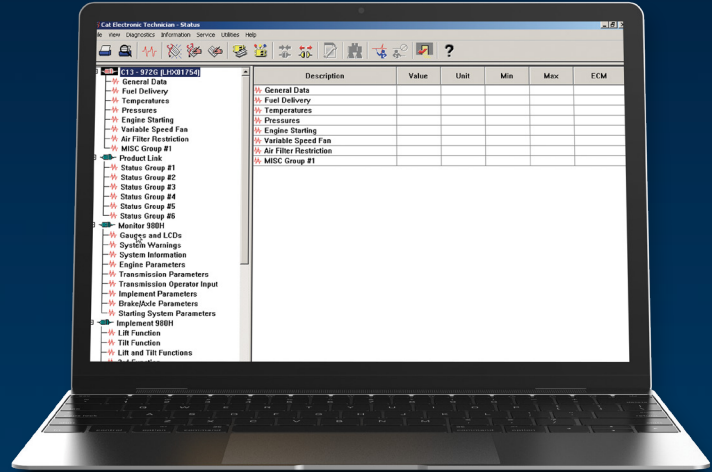 Cat Electronic Technician - Status
View Diagnostics Information Service Utilities Help
Description Value Unit Min Max ECM
C13 - 972G (LHX01754)
General Data
Fuel Delivery
Temperatures
Pressures
Engine Starting
Variable Speed Fan
Air Filter Restriction
MISC Group #1
Product Link
Status Group #1
Status Group #2
Status Group #3
Status Group #4
Status Group #5
Status Group #6
Monitor 980H
Gauges and LCDs
System Warnings
System Information
Engine Parameters
Transmission Parameters
Transmission Operator Input
Implement Parameters
Brake/Axle Parameters
Starting System Parameters
Implement 980H
Lift Function
Tilt Function
Lift and Tilt Functions
General Data
Fuel Delivery
Temperatures
Pressures
Engine Starting
Variable Speed Fan
Air Filter Restriction
MISC Group #1